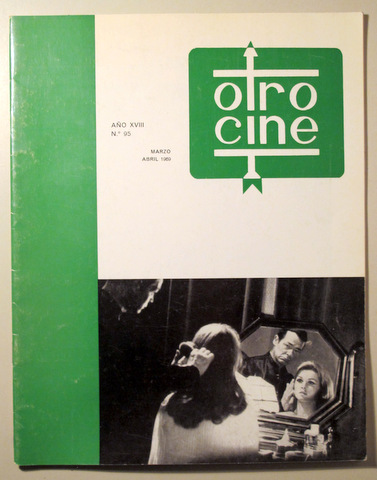 otro
cine
AÑO XVIII
N.º 95
MARZO
ABRIL 1969